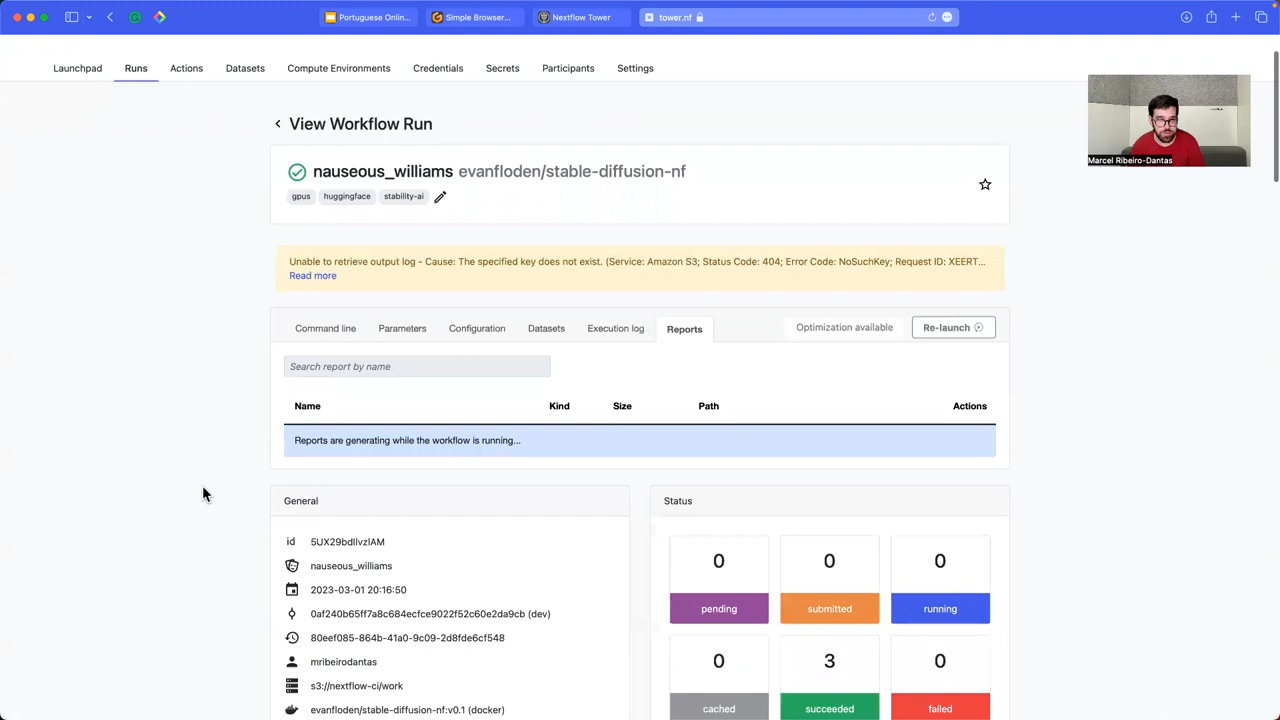 Portuguese Onlin...
Simple Browser...
Nextflow Tower
tower.nf
Launchpad
Runs
Actions
Datasets
Compute Environments
Credentials
Secrets
Participants
Settings
Marcel Ribeiro-Dantas
View Workflow Run
nauseous_williams evanfloden/stable-diffusion-nf
gpus
huggingface
stability-ai
Unable to retrieve output log - Cause: The specified key does not exist. (Service: Amazon S3; Status Code: 404; Error Code: NoSuchKey; Request ID: XEERT...
Read more
Command line
Parameters
Configuration
Datasets
Execution log
Reports
Optimization available
Re-launch
Search report by name
Name
Kind
Size
Path
Actions
Reports are generating while the workflow is running...
General
id 5UX29bdIlvzlAM
nauseous_williams
2023-03-01 20:16:50
0af240b65ff7a8c684ecfce9022f52c60e2da9cb (dev)
80eef085-864b-41a0-9c09-2d8fde6cf548
mribeirodantas
s3://nextflow-ci/work
evanfloden/stable-diffusion-nf:v0.1 (docker)
Status
0
pending
0
submitted
0
running
0
cached
3
succeeded
0
failed